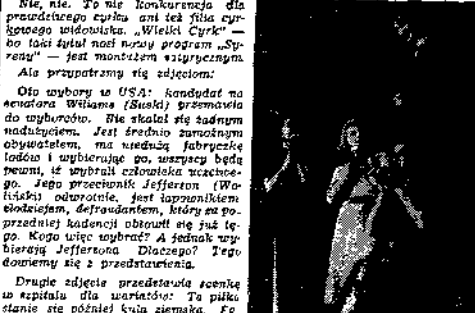 Nie, nie. To nie konkurencja dla
prawdziwego cyrku ani też filia cyr-
kowego widowiska. „Wielki Cyrk” —
bo taki tytuł nosi nowy program „Sy-
reny” — jest montażem satyrycznym.
Ale przypatrzmy się zdjęciom:
Oto wybory w USA: kandydat na
senatora Wiliams (Suski) przemawia
do wyborców. Nie skalał się żadnym
nadużyciem. Jest średnio zamożnym
obywatelem, ma niedużą fabryczkę
lodów i wybierając go, wszyscy będą
pewni, iż wybrali człowieka uczciwe-
go. Jego przeciwnik Jefferson (Wo-
liński) odwrotnie, jest łapownikiem
złodziejem, defraudantem, który za po-
przedniej kadencji obłowił się już tę-
go. Kogo więc wybrać? A jednak wy-
bierają Jeffersona Dlaczego? Tego
dowiemy się z przedstawienia.
Drugie zdjęcie przedstawia scenkę
w szpitalu dla wariatów: Ta piłka
stanie się później kulą ziemską.